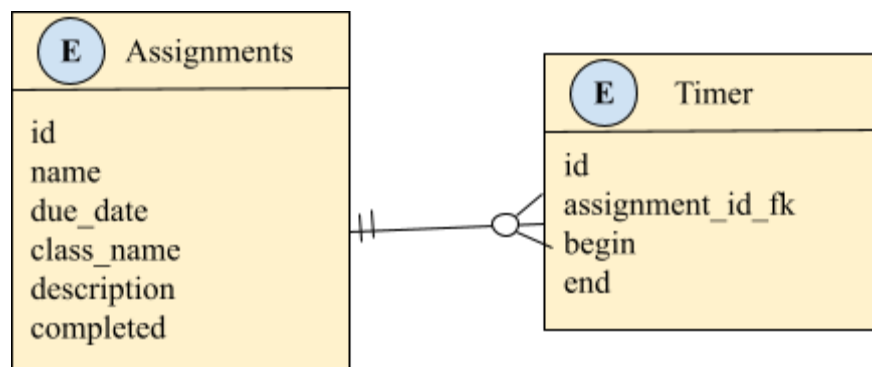 E Assignments
id
name
due_date
class_name
description
completed
E Timer
id
assignment_id_fk
begin
end